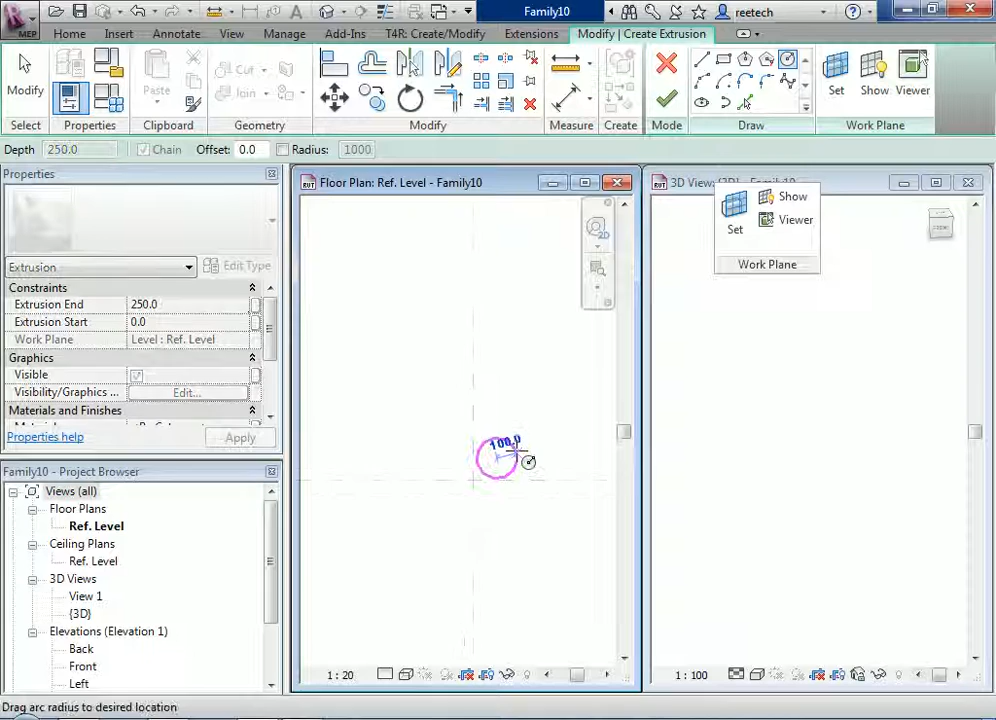 MEP
Family10
reetech
Home Insert Annotate View Manage Add-Ins T4R: Create/Modify Extensions Modify | Create Extrusion
Modify
Paste
Cut
Join
Set Show Viewer
Select Properties Clipboard Geometry Modify Measure Create Mode Draw Work Plane
Depth 250.0 Chain Offset: 0.0 Radius: 1000
Properties
Extrusion
Edit Type
Constraints
Extrusion End 250.0
Extrusion Start 0.0
Work Plane Level : Ref. Level
Graphics
Visible
Visibility/Graphics ... Edit...
Materials and Finishes
Properties help
Apply
Family10 - Project Browser
Views (all)
Floor Plans
Ref. Level
Ceiling Plans
Ref. Level
3D Views
View 1
{3D}
Elevations (Elevation 1)
Back
Front
Left
Floor Plan: Ref. Level - Family10
2D
100.0
1 : 20
3D View:
Set
Show
Viewer
Work Plane
1 : 100
Drag arc radius to desired location